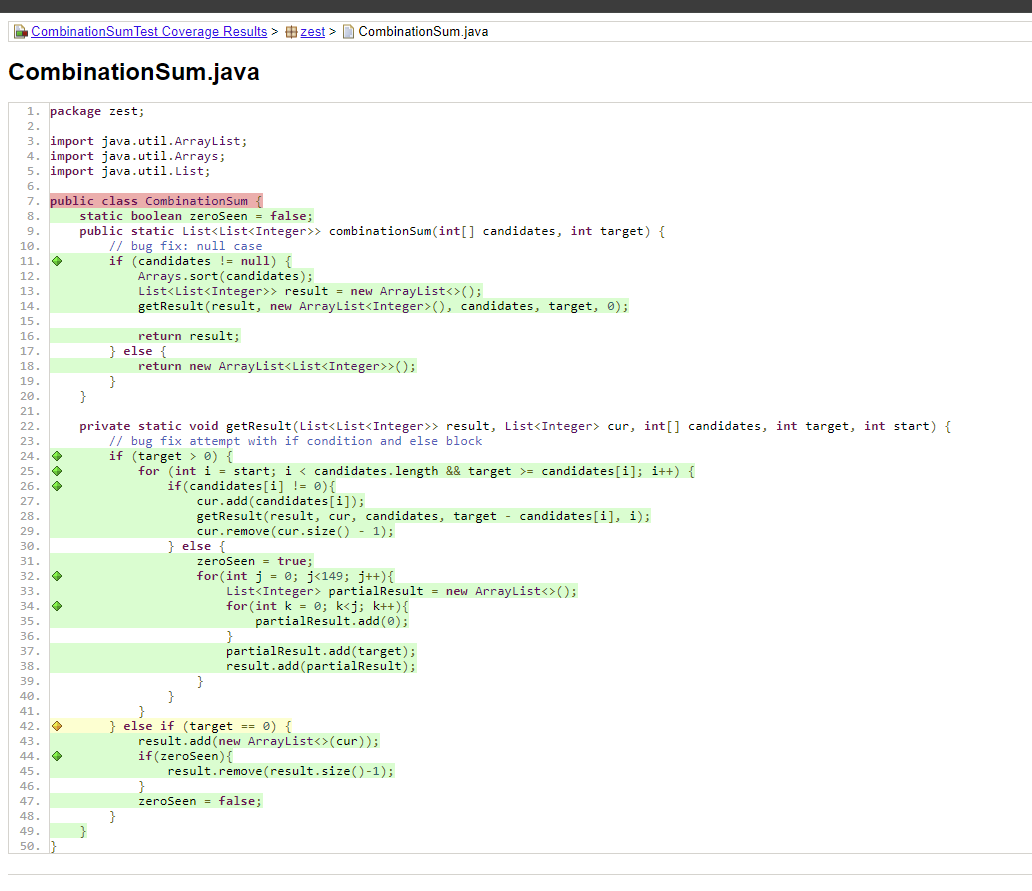 CombinationSumTest Coverage Results > zest > CombinationSum.java
CombinationSum.java
1. package zest;
2.
3. import java.util.ArrayList;
4. import java.util.Arrays;
5. import java.util.List;
6.
7. public class CombinationSum {
8.     static boolean zeroSeen = false;
9.     public static List<List<Integer>> combinationSum(int[] candidates, int target) {
10.         // bug fix: null case
11.         if (candidates != null) {
12.             Arrays.sort(candidates);
13.             List<List<Integer>> result = new ArrayList<>();
14.             getResult(result, new ArrayList<Integer>(), candidates, target, 0);
15.
16.             return result;
17.         } else {
18.             return new ArrayList<List<Integer>>();
19.         }
20.     }
21.
22.     private static void getResult(List<List<Integer>> result, List<Integer> cur, int[] candidates, int target, int start) {
23.         // bug fix attempt with if condition and else block
24.         if (target > 0) {
25.             for (int i = start; i < candidates.length && target >= candidates[i]; i++) {
26.                 if(candidates[i] != 0){
27.                     cur.add(candidates[i]);
28.                     getResult(result, cur, candidates, target - candidates[i], i);
29.                     cur.remove(cur.size() - 1);
30.                 } else {
31.                     zeroSeen = true;
32.                     for(int j = 0; j<149; j++){
33.                         List<Integer> partialResult = new ArrayList<>();
34.                         for(int k = 0; k<j; k++){
35.                             partialResult.add(0);
36.                         }
37.                         partialResult.add(target);
38.                         result.add(partialResult);
39.                     }
40.                 }
41.             }
42.         } else if (target == 0) {
43.             result.add(new ArrayList<>(cur));
44.             if(zeroSeen){
45.                 result.remove(result.size()-1);
46.             }
47.             zeroSeen = false;
48.         }
49.     }
50. }